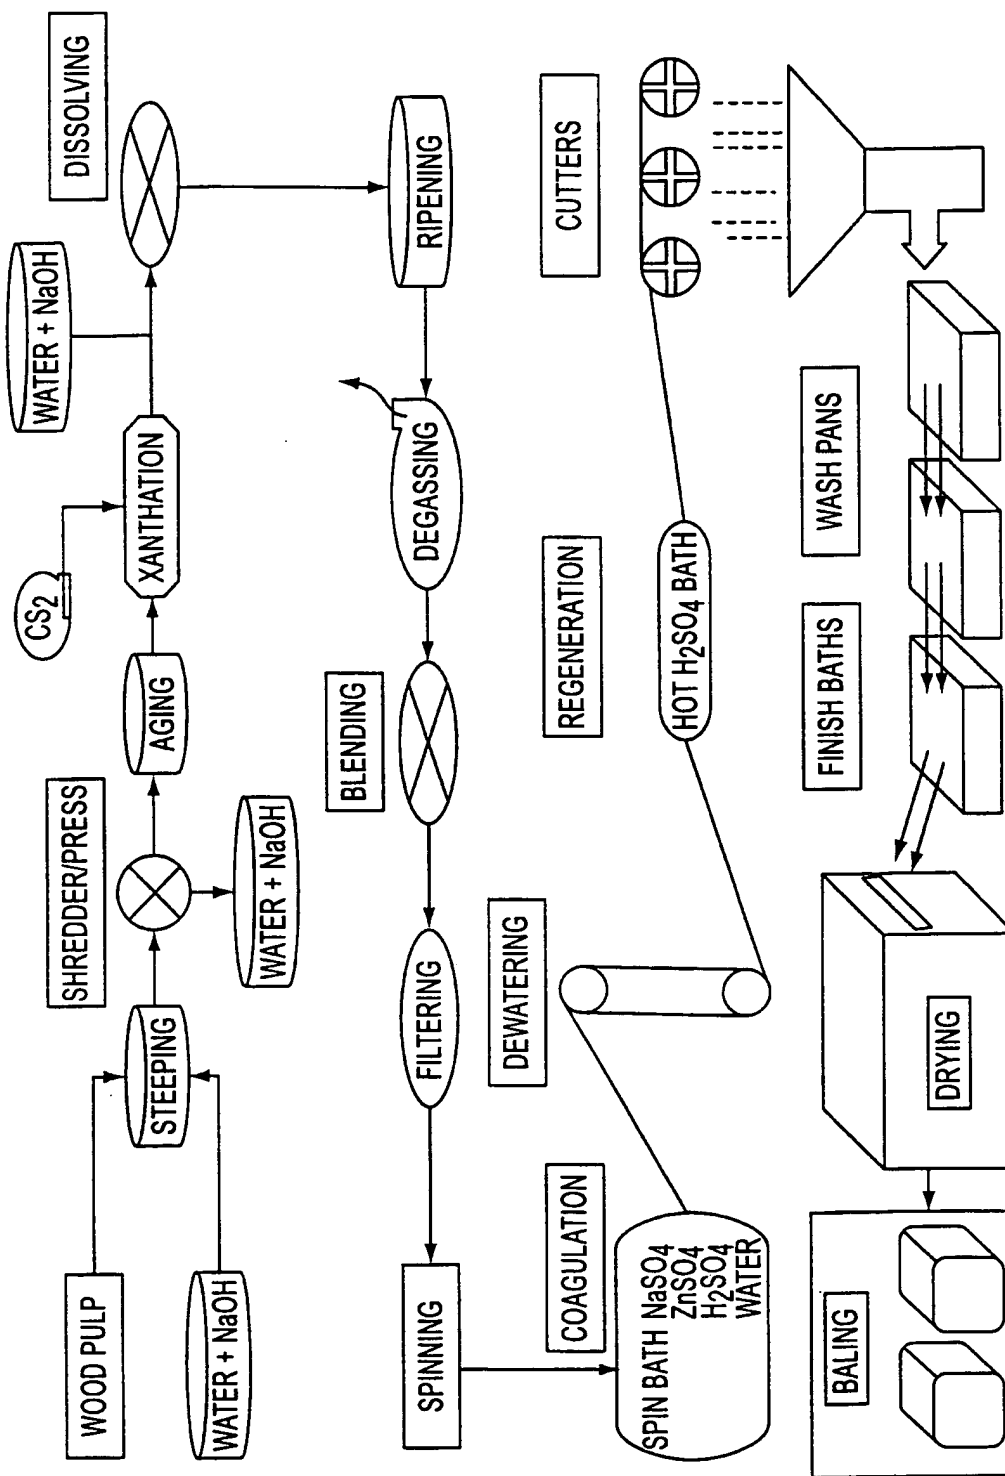 WOOD PULP
WATER + NaOH
STEEPING
SHREDDER/PRESS
WATER + NaOH
AGING
CS2
XANTHATION
WATER + NaOH
DISSOLVING
RIPENING
DEGASSING
BLENDING
FILTERING
SPINNING
COAGULATION
SPIN BATH NaSO4
ZnSO4
H2SO4
WATER
DEWATERING
REGENERATION
HOT H2SO4 BATH
CUTTERS
WASH PANS
FINISH BATHS
DRYING
BALING